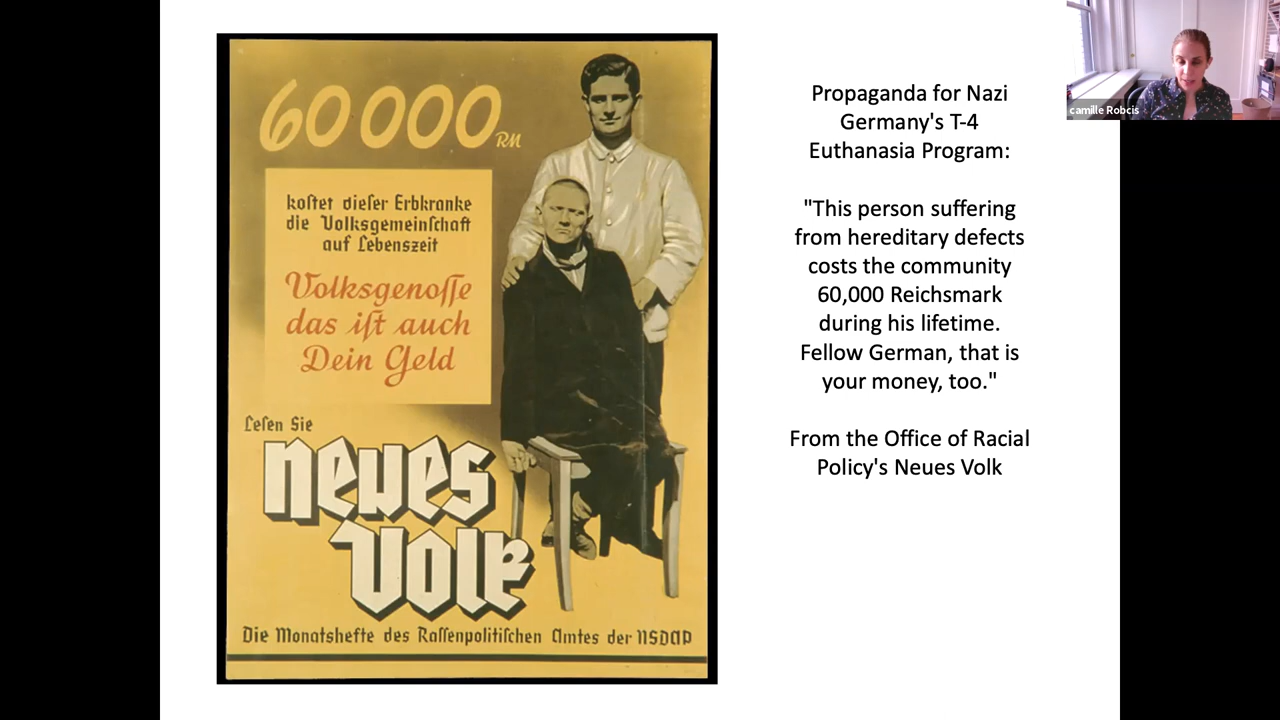 60 000 RM
koſtet dieſer Erbkranke
die Volksgemeinſchaft
auf Lebenszeit
Volksgenoſſe
das iſt auch
Dein Geld
Leſen Sie
neues
Volk
Die Monatshefte des Raſſenpolitiſchen Amtes der NSDAP
Propaganda for Nazi
Germany's T-4
Euthanasia Program:
"This person suffering
from hereditary defects
costs the community
60,000 Reichsmark
during his lifetime.
Fellow German, that is
your money, too."
From the Office of Racial
Policy's Neues Volk
camille Robcis